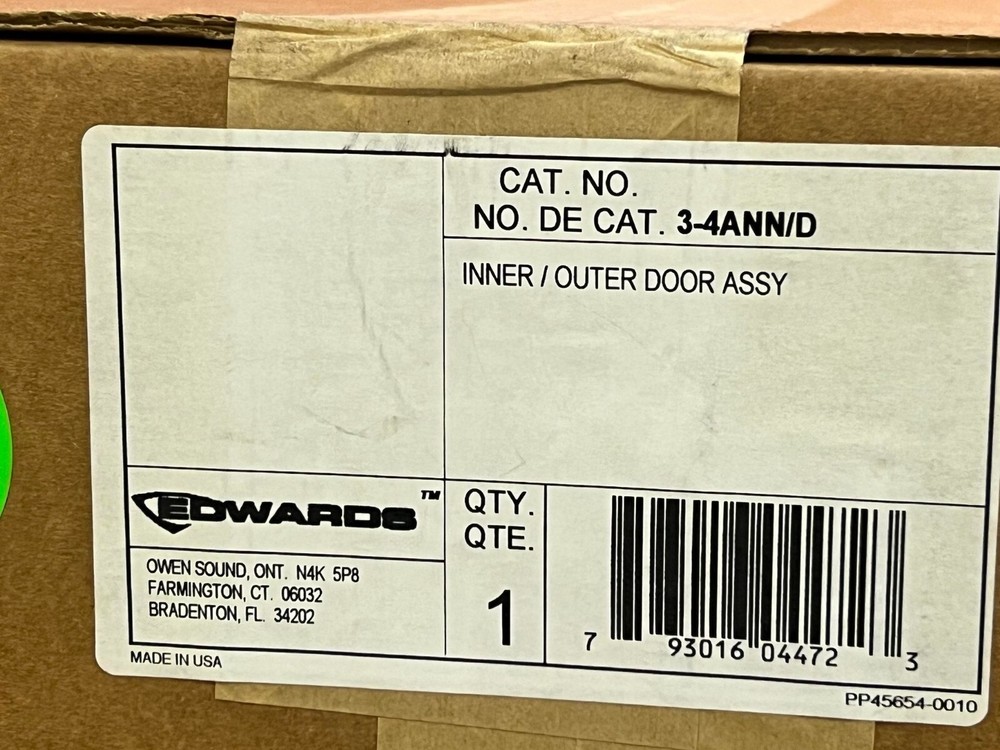 CAT. NO.
NO. DE CAT. 3-4ANN/D
INNER / OUTER DOOR ASSY
EDWARDS™
OWEN SOUND, ONT. N4K 5P8
FARMINGTON, CT. 06032
BRADENTON, FL. 34202
QTY.
QTE.
1
7 93016 04472 3
MADE IN USA
PP45654-0010